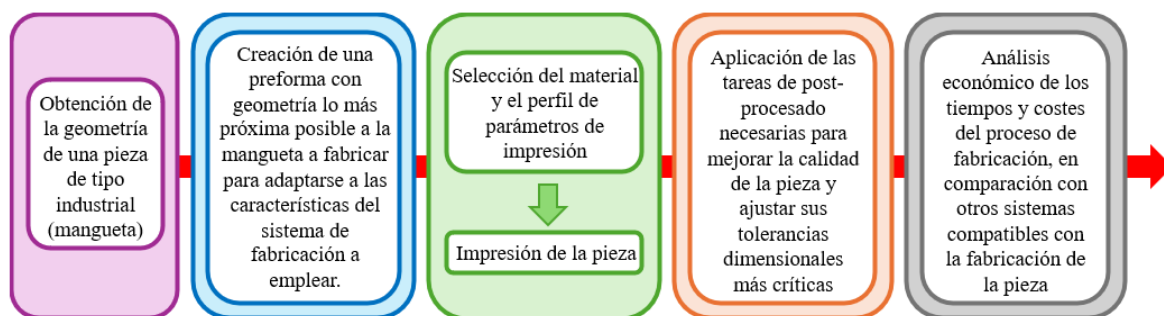 Obtención de
la geometría
de una pieza
de tipo
industrial
(mangueta)
Creación de una
preforma con
geometría lo más
próxima posible a la
mangueta a fabricar
para adaptarse a las
características del
sistema de
fabricación a
emplear.
Selección del material
y el perfil de
parámetros de
impresión
Impresión de la pieza
Aplicación de las
tareas de post-
procesado
necesarias para
mejorar la calidad
de la pieza y
ajustar sus
tolerancias
dimensionales
más críticas
Análisis
económico de los
tiempos y costes
del proceso de
fabricación, en
comparación con
otros sistemas
compatibles con
la fabricación de
la pieza